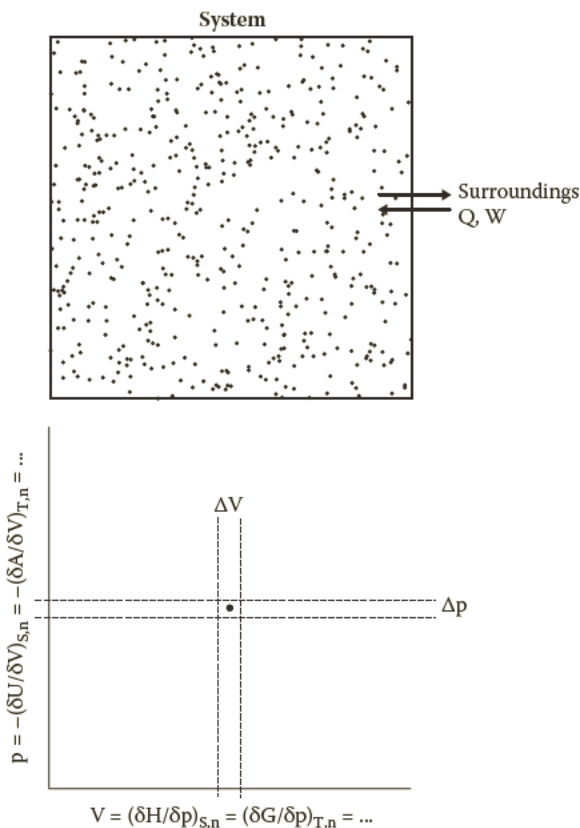 System
Surroundings
Q, W
ΔV
Δp
p = −(δU/δV)S,n = −(δA/δV)T,n = ...
V = (δH/δp)S,n = (δG/δp)T,n = ...